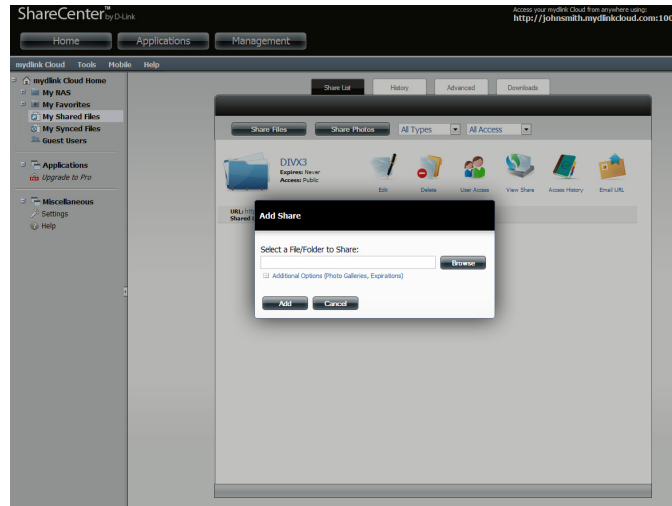 ShareCenter by D-Link
Access your mydlink Cloud from anywhere using:
http://johnsmith.mydlinkcloud.com:100
Home Applications Management
mydlink Cloud Tools Mobile Help
mydlink Cloud Home
My NAS
My Favorites
My Shared Files
My Synced Files
Guest Users
Applications
Upgrade to Pro
Miscellaneous
Settings
Help
Share List History Advanced Downloads
Share Files Share Photos All Types All Access
DIVX3
Expires: Never
Access: Public
Edit Delete User Access View Share Access History Email URL
URL:
Shared
Add Share
Select a File/Folder to Share:
Browse
Additional Options (Photo Galleries, Expirations)
Add Cancel